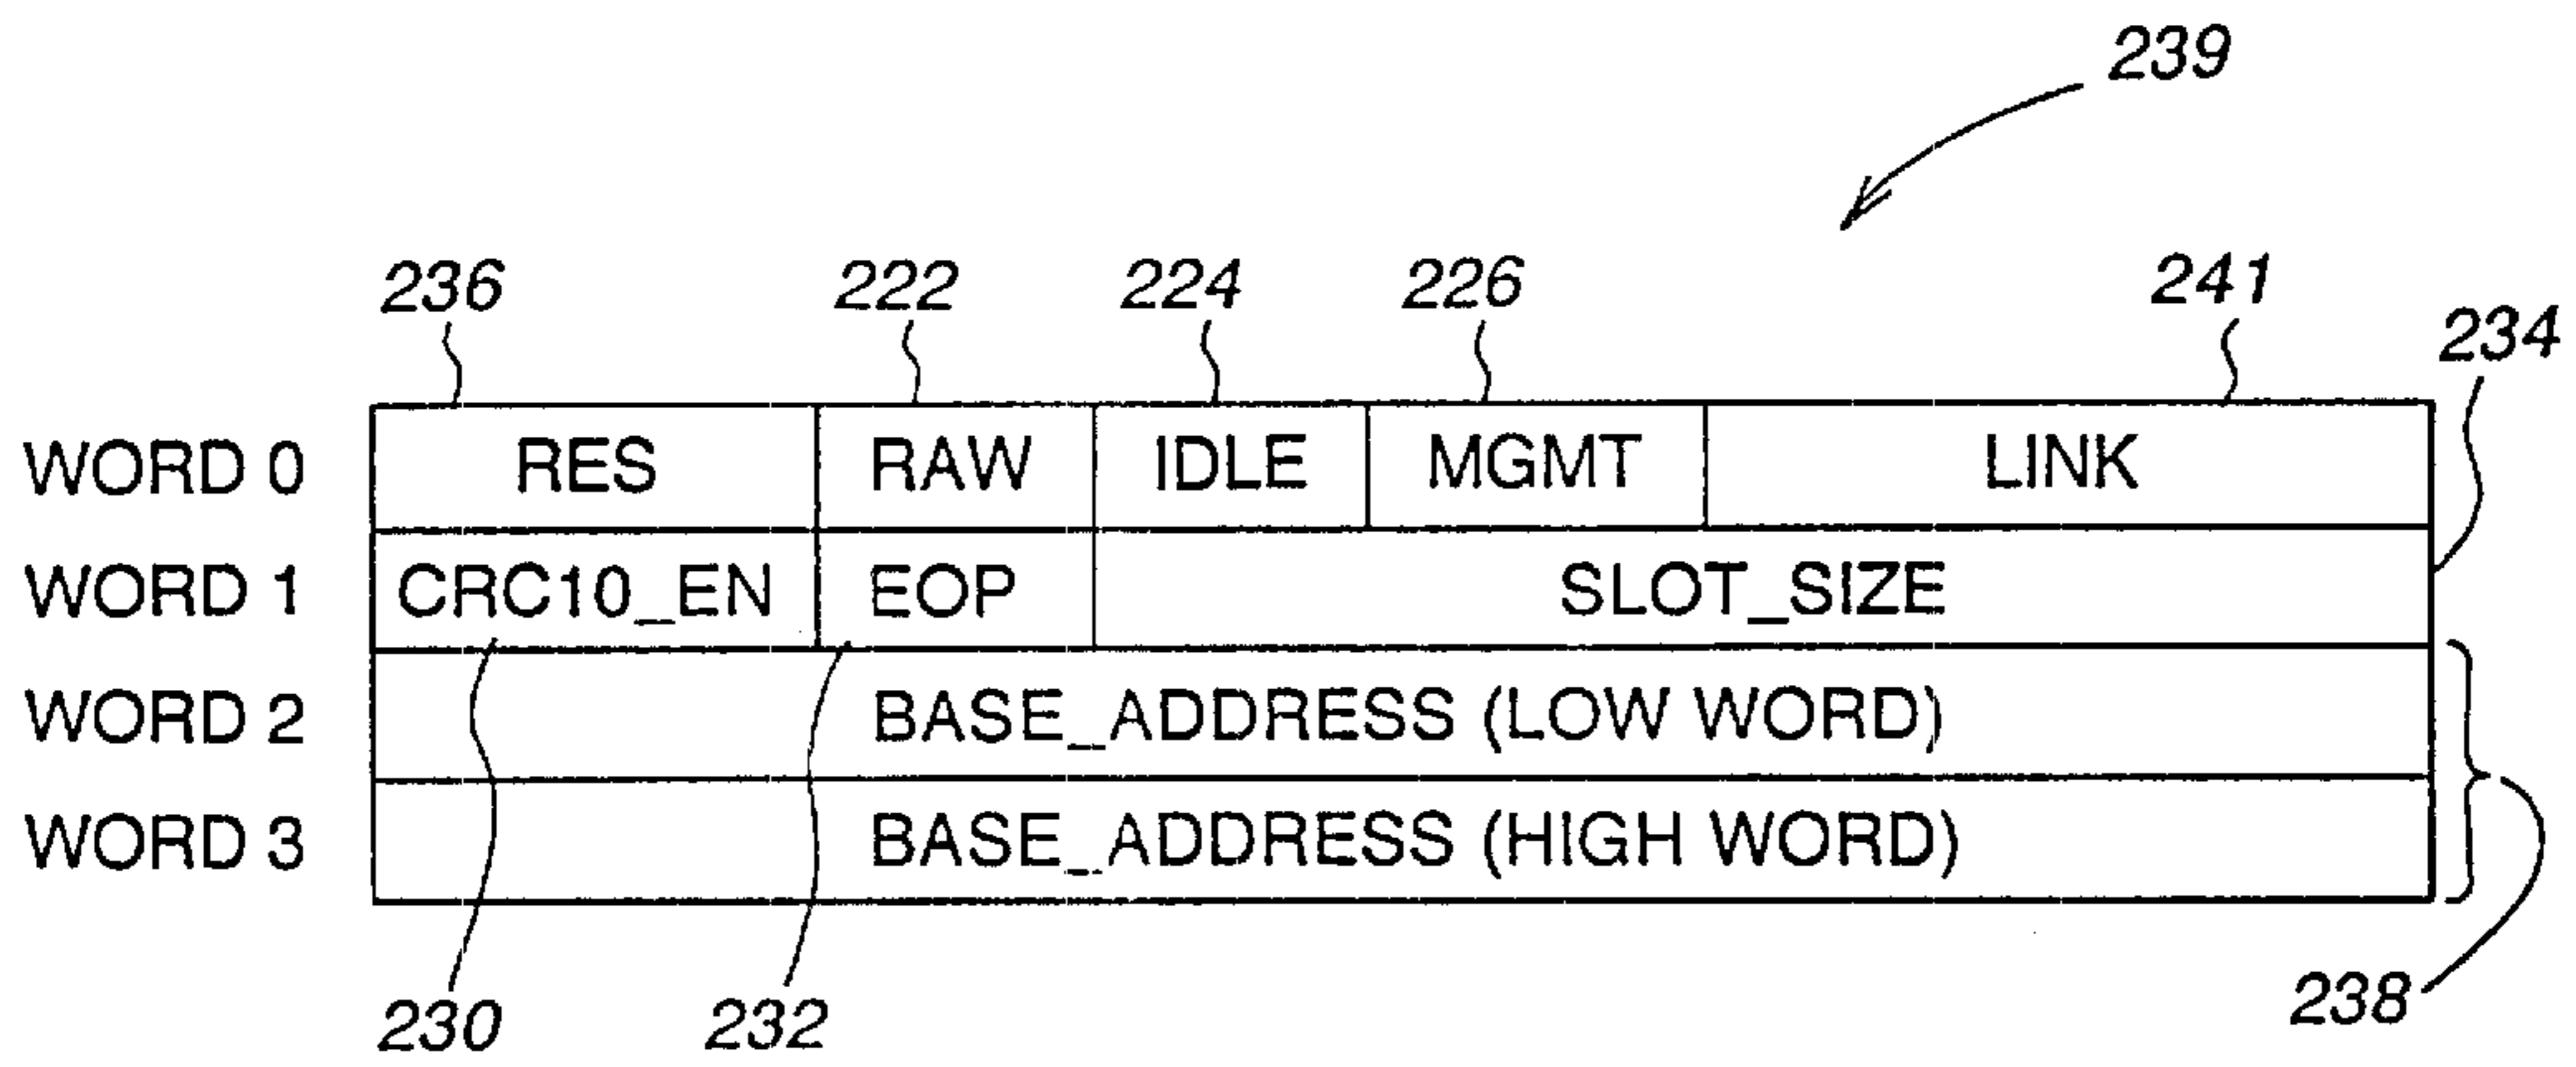 239
236 222 224 226 241
234
WORD 0 RES RAW IDLE MGMT LINK
WORD 1 CRC10_EN EOP SLOT_SIZE
WORD 2 BASE_ADDRESS (LOW WORD)
WORD 3 BASE_ADDRESS (HIGH WORD)
230 232 238